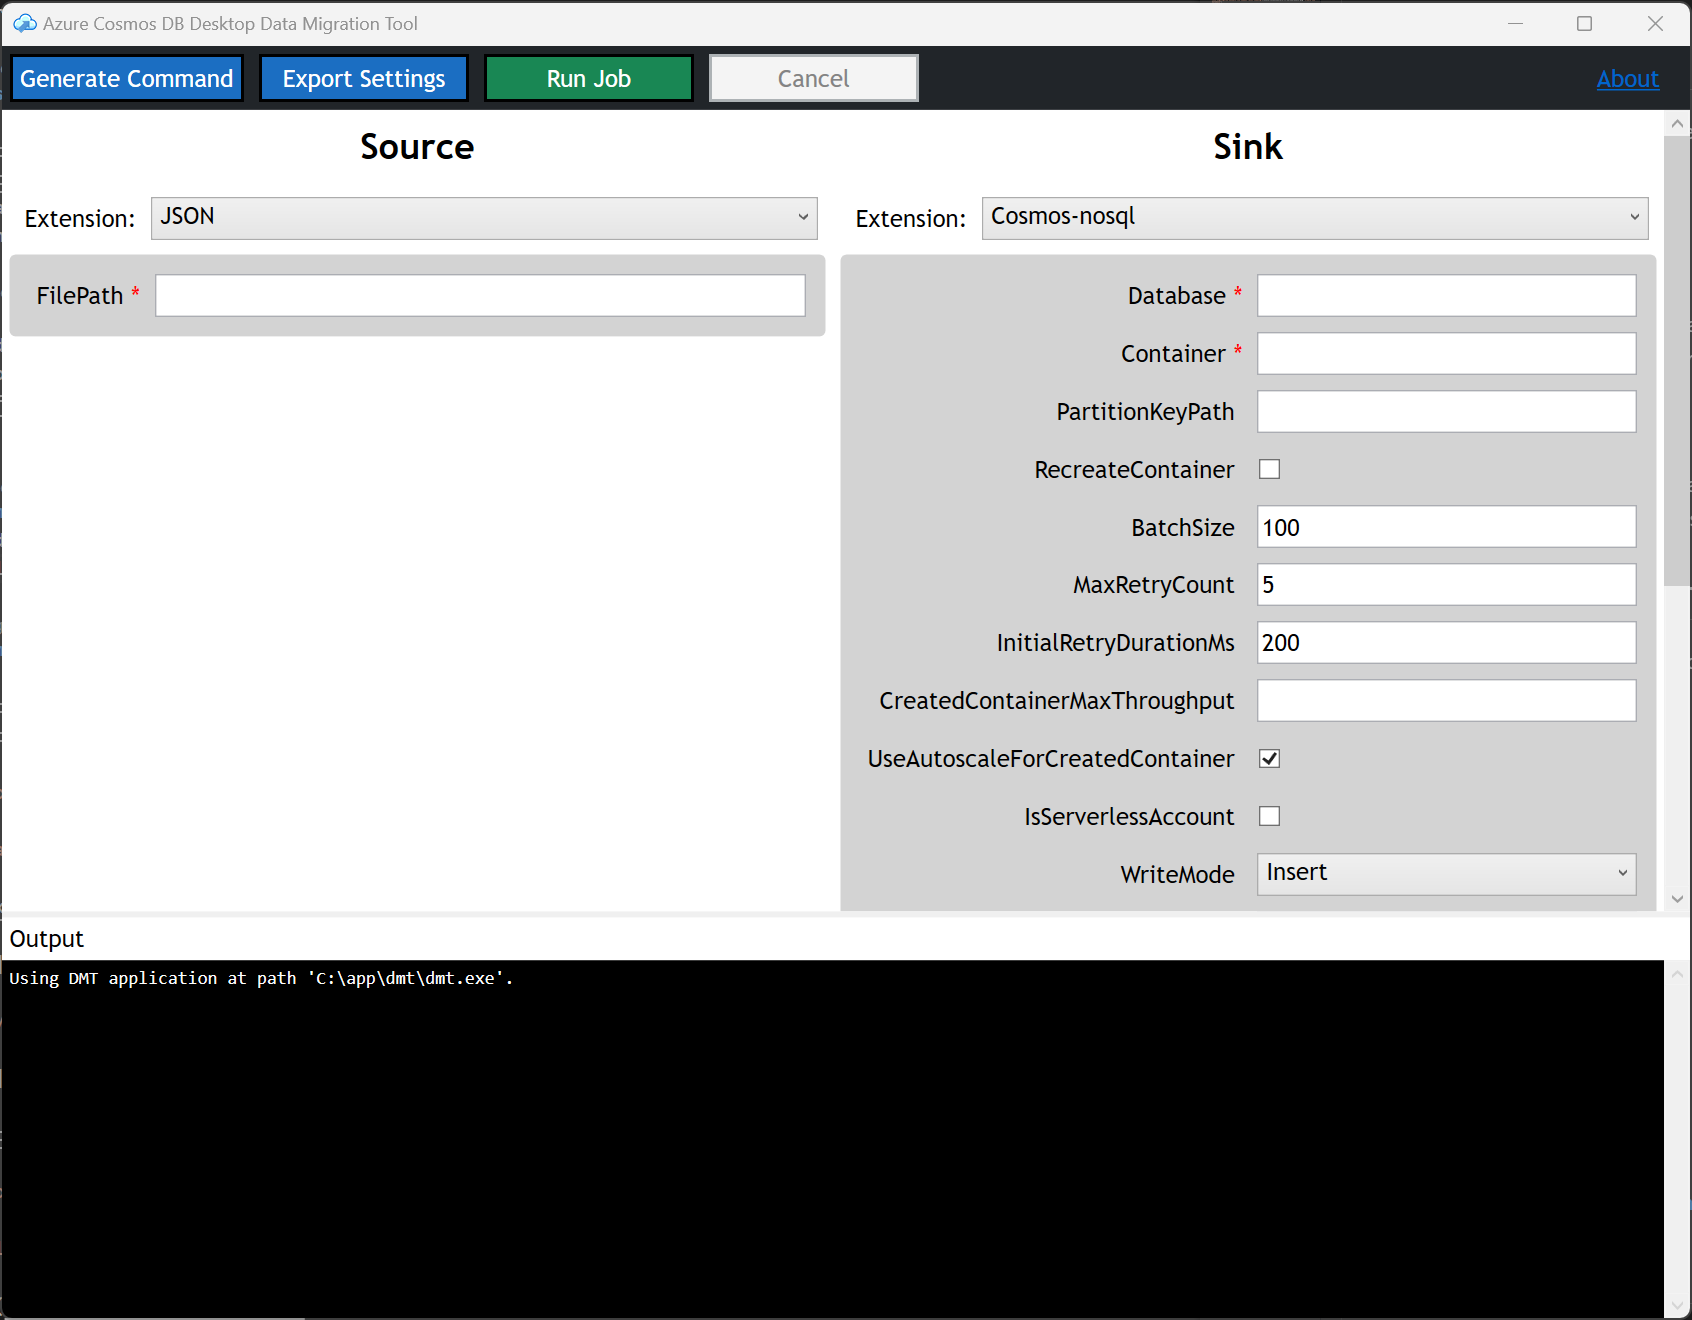 Azure Cosmos DB Desktop Data Migration Tool
Generate Command
Export Settings
Run Job
Cancel
About
Source
Extension: JSON
FilePath *
Sink
Extension: Cosmos-nosql
Database *
Container *
PartitionKeyPath
RecreateContainer
BatchSize 100
MaxRetryCount 5
InitialRetryDurationMs 200
CreatedContainerMaxThroughput
UseAutoscaleForCreatedContainer
IsServerlessAccount
WriteMode Insert
Output
Using DMT application at path 'C:\app\dmt\dmt.exe'.